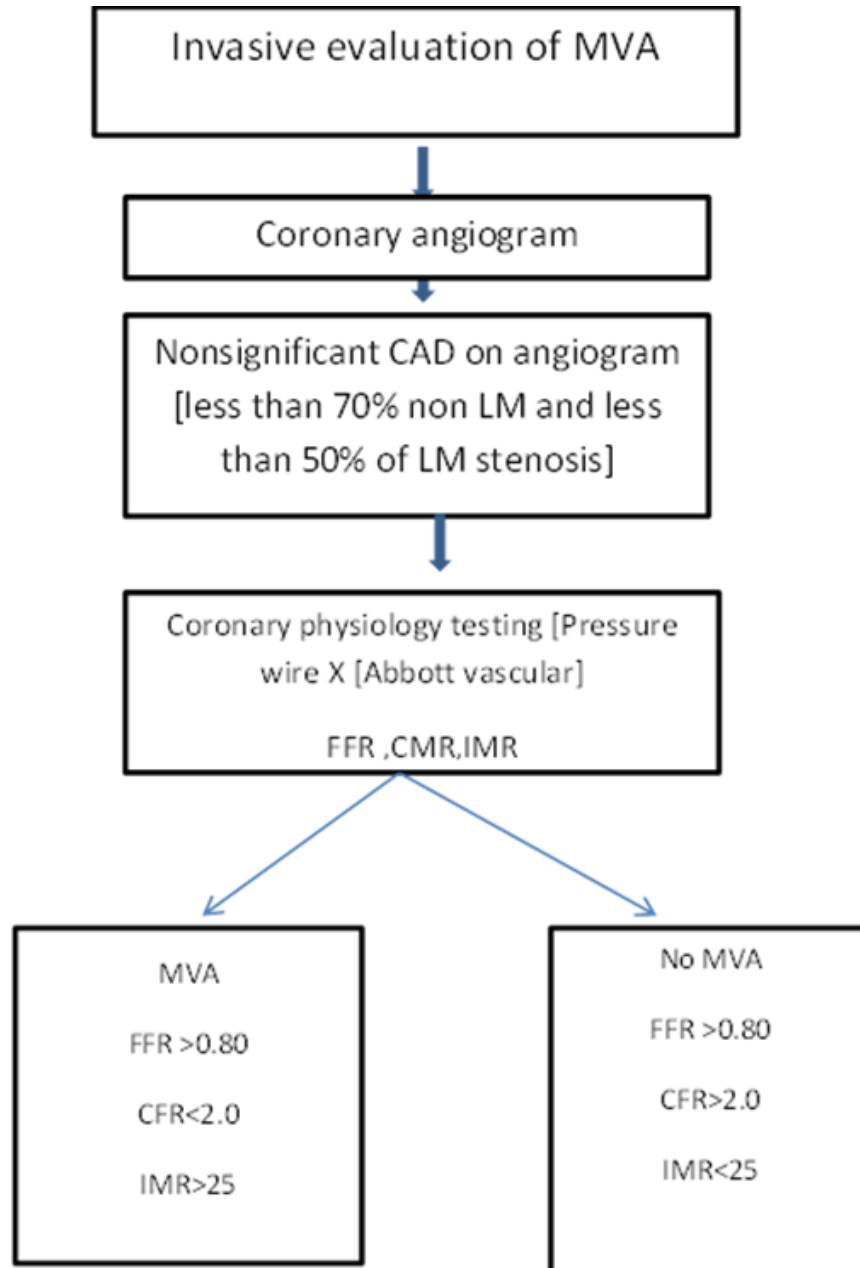 Invasive evaluation of MVA
Coronary angiogram
Nonsignificant CAD on angiogram
[less than 70% non LM and less
than 50% of LM stenosis]
Coronary physiology testing [Pressure
wire X [Abbott vascular]
FFR ,CMR,IMR
MVA
FFR >0.80
CFR<2.0
IMR>25
No MVA
FFR >0.80
CFR>2.0
IMR<25